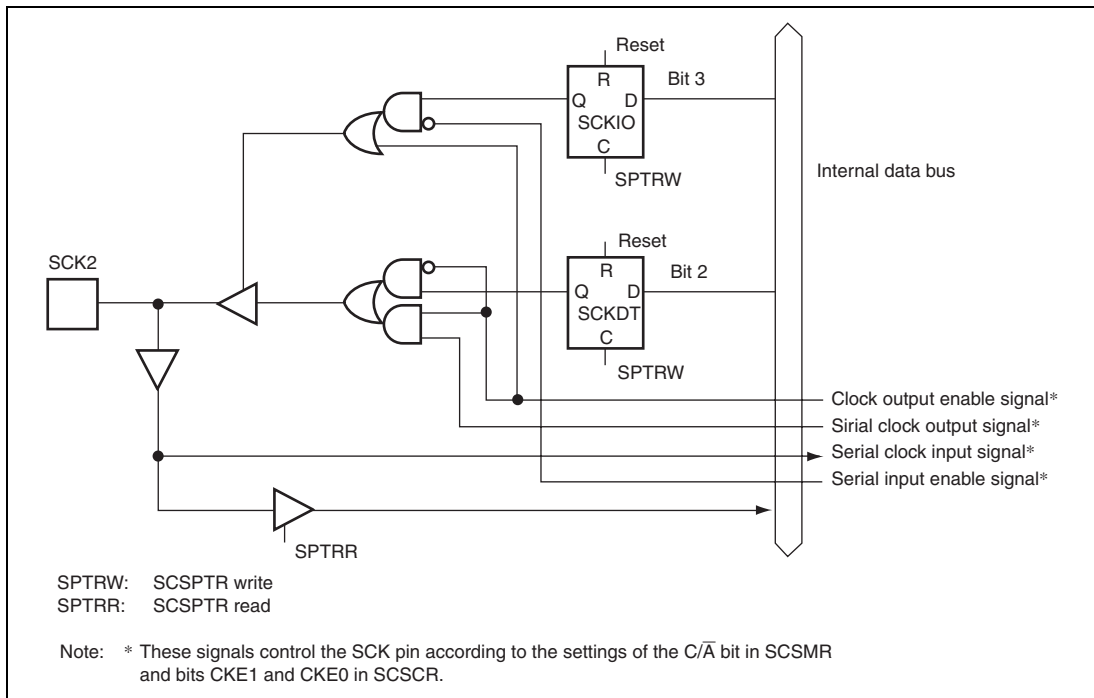 Reset
R
Bit 3
Q D
SCKIO
C
SPTRW
Internal data bus
Reset
SCK2
R
Bit 2
Q D
SCKDT
C
SPTRW
Clock output enable signal*
Sirial clock output signal*
Serial clock input signal*
Serial input enable signal*
SPTRR
SPTRW: SCSPTR write
SPTRR: SCSPTR read
Note: * These signals control the SCK pin according to the settings of the C/A̅ bit in SCSMR
and bits CKE1 and CKE0 in SCSCR.